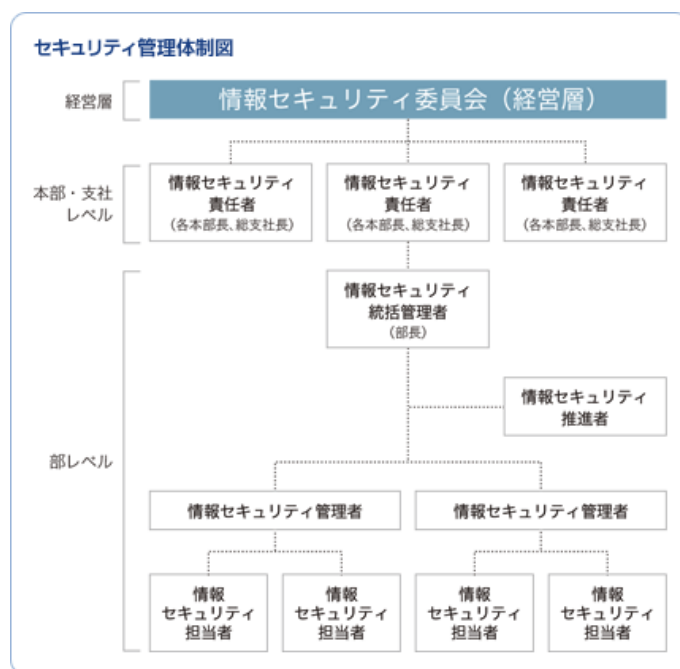 セキュリティ管理体制図
経営層
情報セキュリティ委員会（経営層）
本部・支社
レベル
情報セキュリティ
責任者
（各本部長、総支社長）
情報セキュリティ
責任者
（各本部長、総支社長）
情報セキュリティ
責任者
（各本部長、総支社長）
部レベル
情報セキュリティ
統括管理者
（部長）
情報セキュリティ
推進者
情報セキュリティ管理者
情報セキュリティ管理者
情報
セキュリティ
担当者
情報
セキュリティ
担当者
情報
セキュリティ
担当者
情報
セキュリティ
担当者